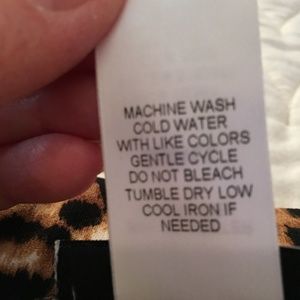 MACHINE WASH
COLD WATER
WITH LIKE COLORS
GENTLE CYCLE
DO NOT BLEACH
TUMBLE DRY LOW
COOL IRON IF
NEEDED